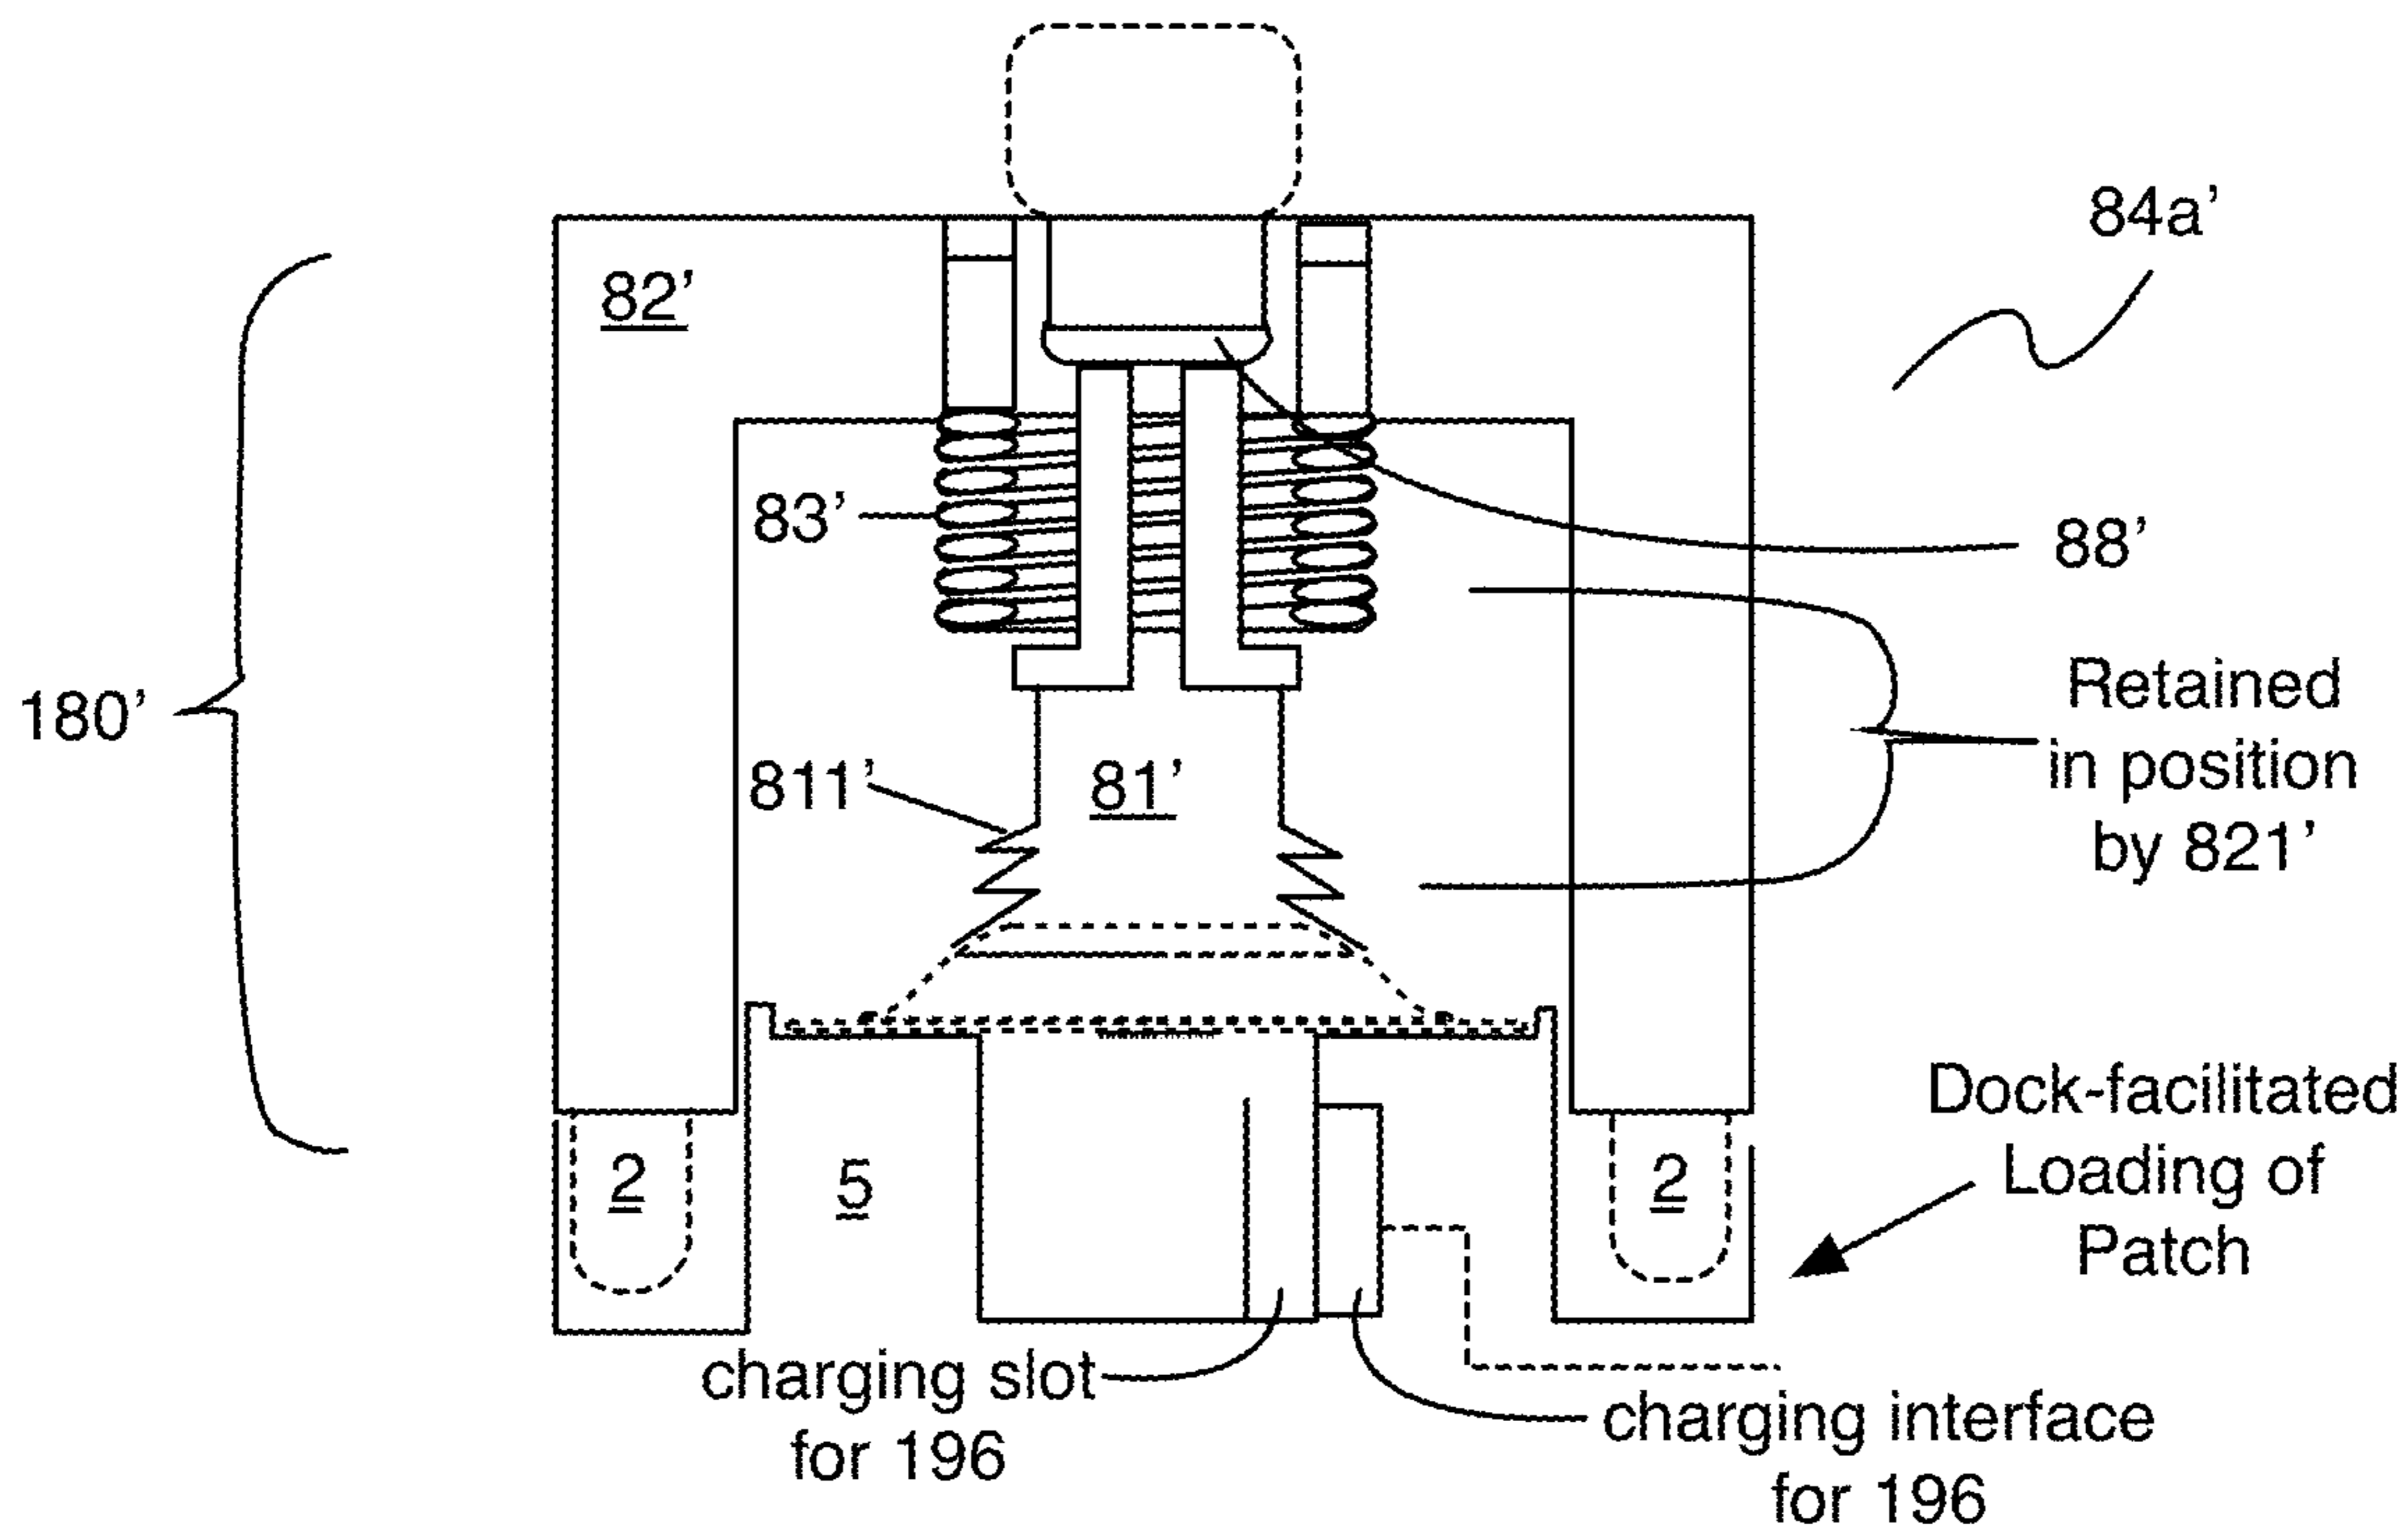 84a’
82’
83’
88’
180’
Retained
in position
by 821’
811’
81’
Dock-facilitated
Loading of
Patch
2
5
2
charging slot
for 196
charging interface
for 196